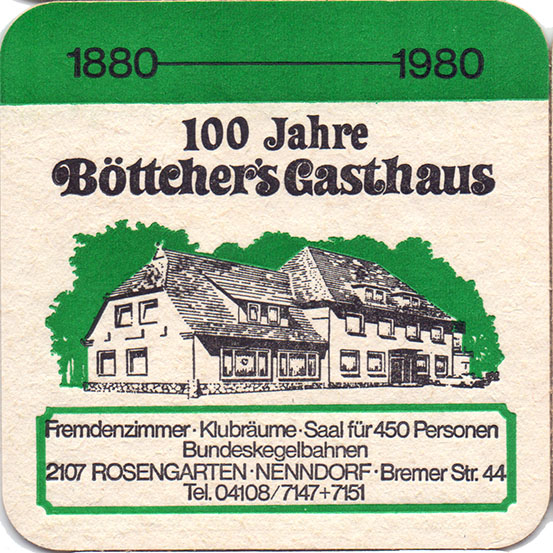 1880 1980
100 Jahre
Böttcher's Gasthaus
Fremdenzimmer · Klubräume · Saal für 450 Personen
Bundeskegelbahnen
2107 ROSENGARTEN · NENNDORF · Bremer Str. 44
Tel. 04108/7147+7151